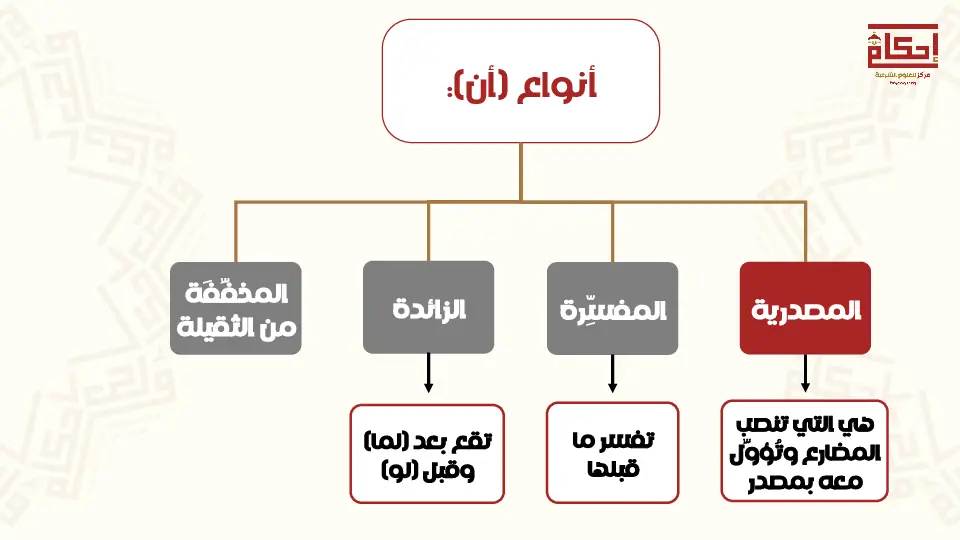 إحكام
مركز للعلوم الشرعية
أنواع (أن):
المصدرية
المفسِّرة
الزائدة
المخفَّفَة
من الثقيلة
هي التي تنصب
المضارع وتُؤوّل
معه بمصدر
تفسر ما
قبلها
تقع بعد (لما)
وقبل (لو)